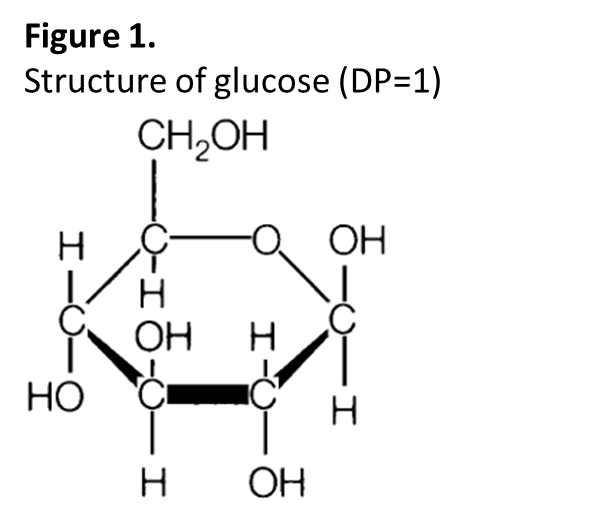 Figure 1.
Structure of glucose (DP=1)
CH₂OH
H C O OH
H
C OH H C
HO C C H
H OH